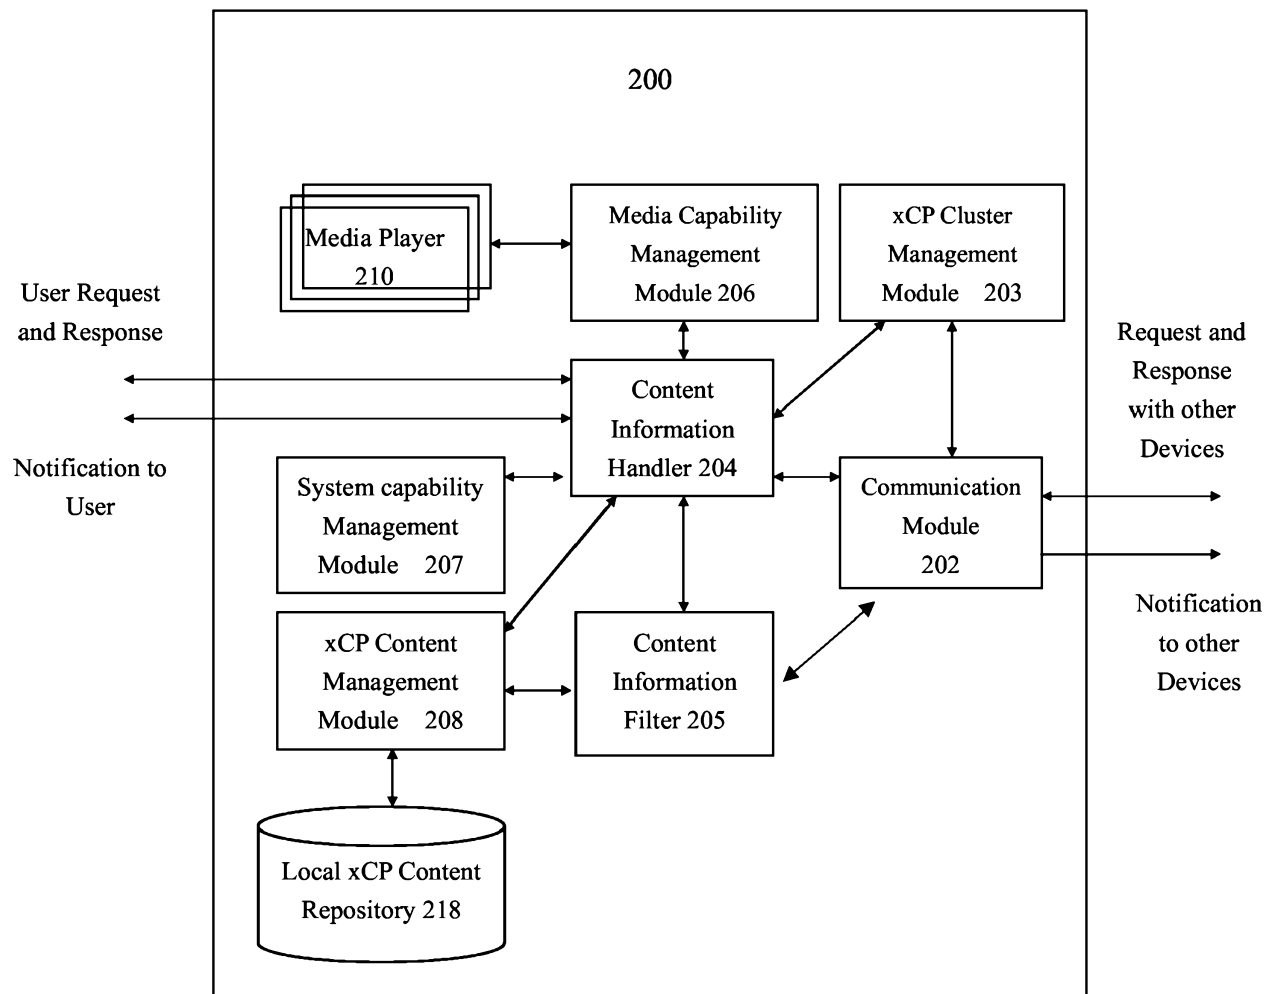 200
Media Player
210
Media Capability
Management
Module 206
xCP Cluster
Management
Module 203
User Request
and Response
Request and
Response
with other
Devices
Content
Information
Handler 204
Notification to
User
System capability
Management
Module 207
Communication
Module
202
Notification
to other
Devices
xCP Content
Management
Module 208
Content
Information
Filter 205
Local xCP Content
Repository 218